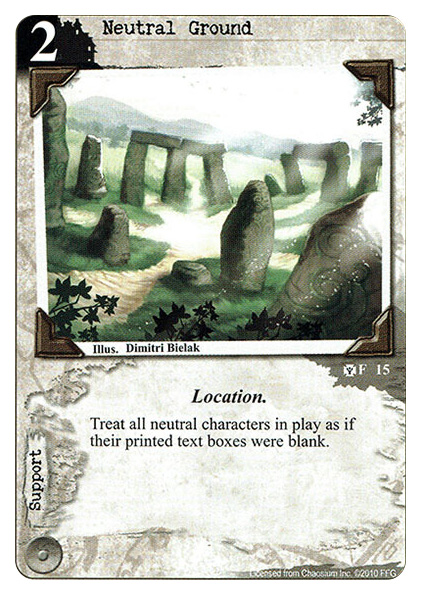 2
Neutral Ground
Illus. Dimitri Bielak
F 15
Location.
Treat all neutral characters in play as if
their printed text boxes were blank.
Support
Licensed from Chaosium Inc. ©2010 FFG